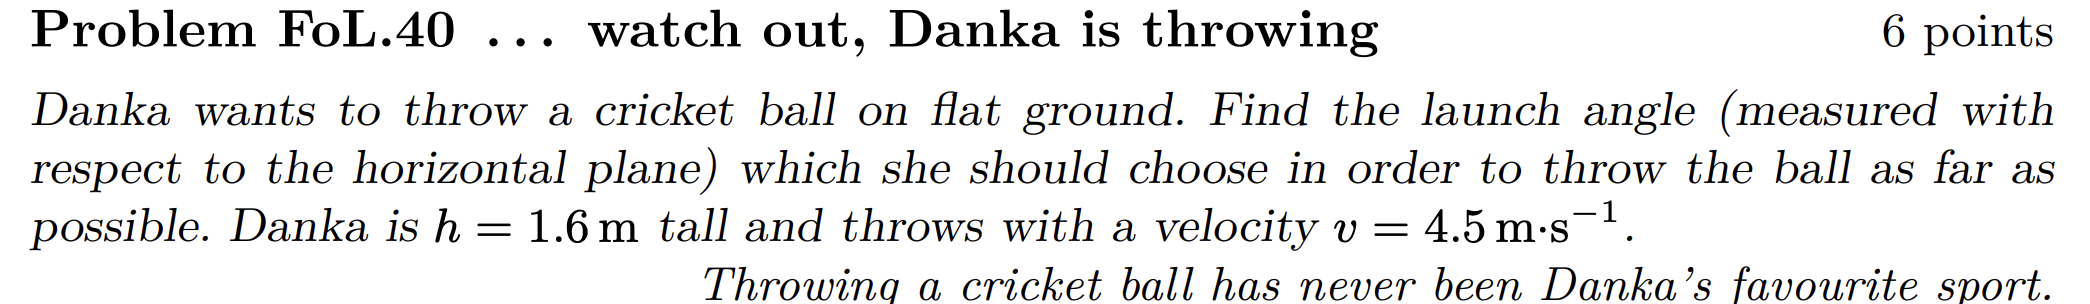 Problem FoL.40 ... watch out, Danka is throwing 6 points
Danka wants to throw a cricket ball on flat ground. Find the launch angle (measured with
respect to the horizontal plane) which she should choose in order to throw the ball as far as
possible. Danka is h = 1.6 m tall and throws with a velocity v = 4.5 m·s⁻¹.
Throwing a cricket ball has never been Danka's favourite sport.